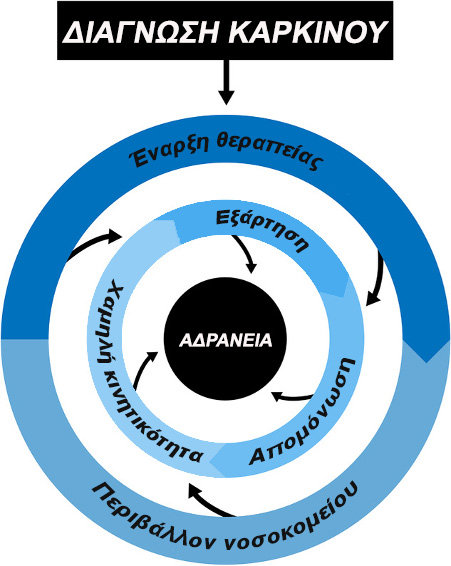 ΔΙΑΓΝΩΣΗ ΚΑΡΚΙΝΟΥ
Έναρξη θεραπείας
Εξάρτηση
Χαμηλή κινητικότητα
ΑΔΡΑΝΕΙΑ
Απομόνωση
Περιβάλλον νοσοκομείου